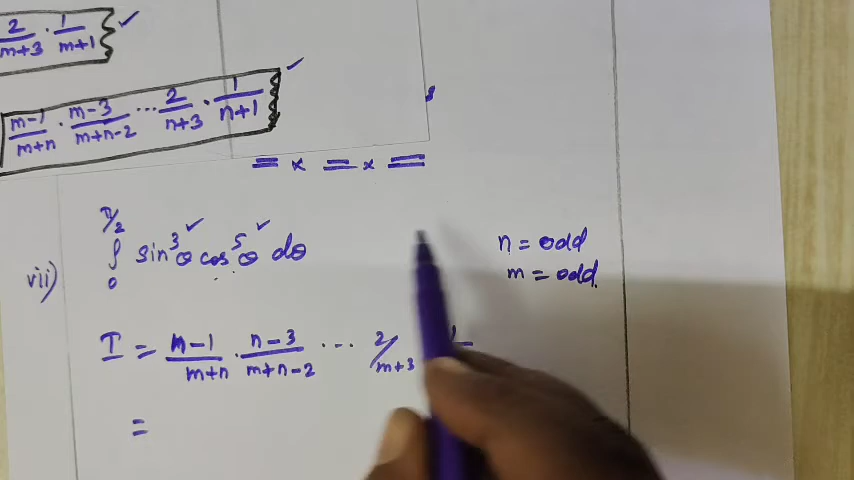 2/m+3 · 1/m+1 ✓
m-1/m+n · m-3/m+n-2 ... 2/n+3 · 1/n+1 ✓
= × = × =
vii) ∫₀^π/2 sin³θ cos⁵θ dθ
n = odd
m = odd.
I = m-1/m+n · n-3/m+n-2 ... 2/m+3
=